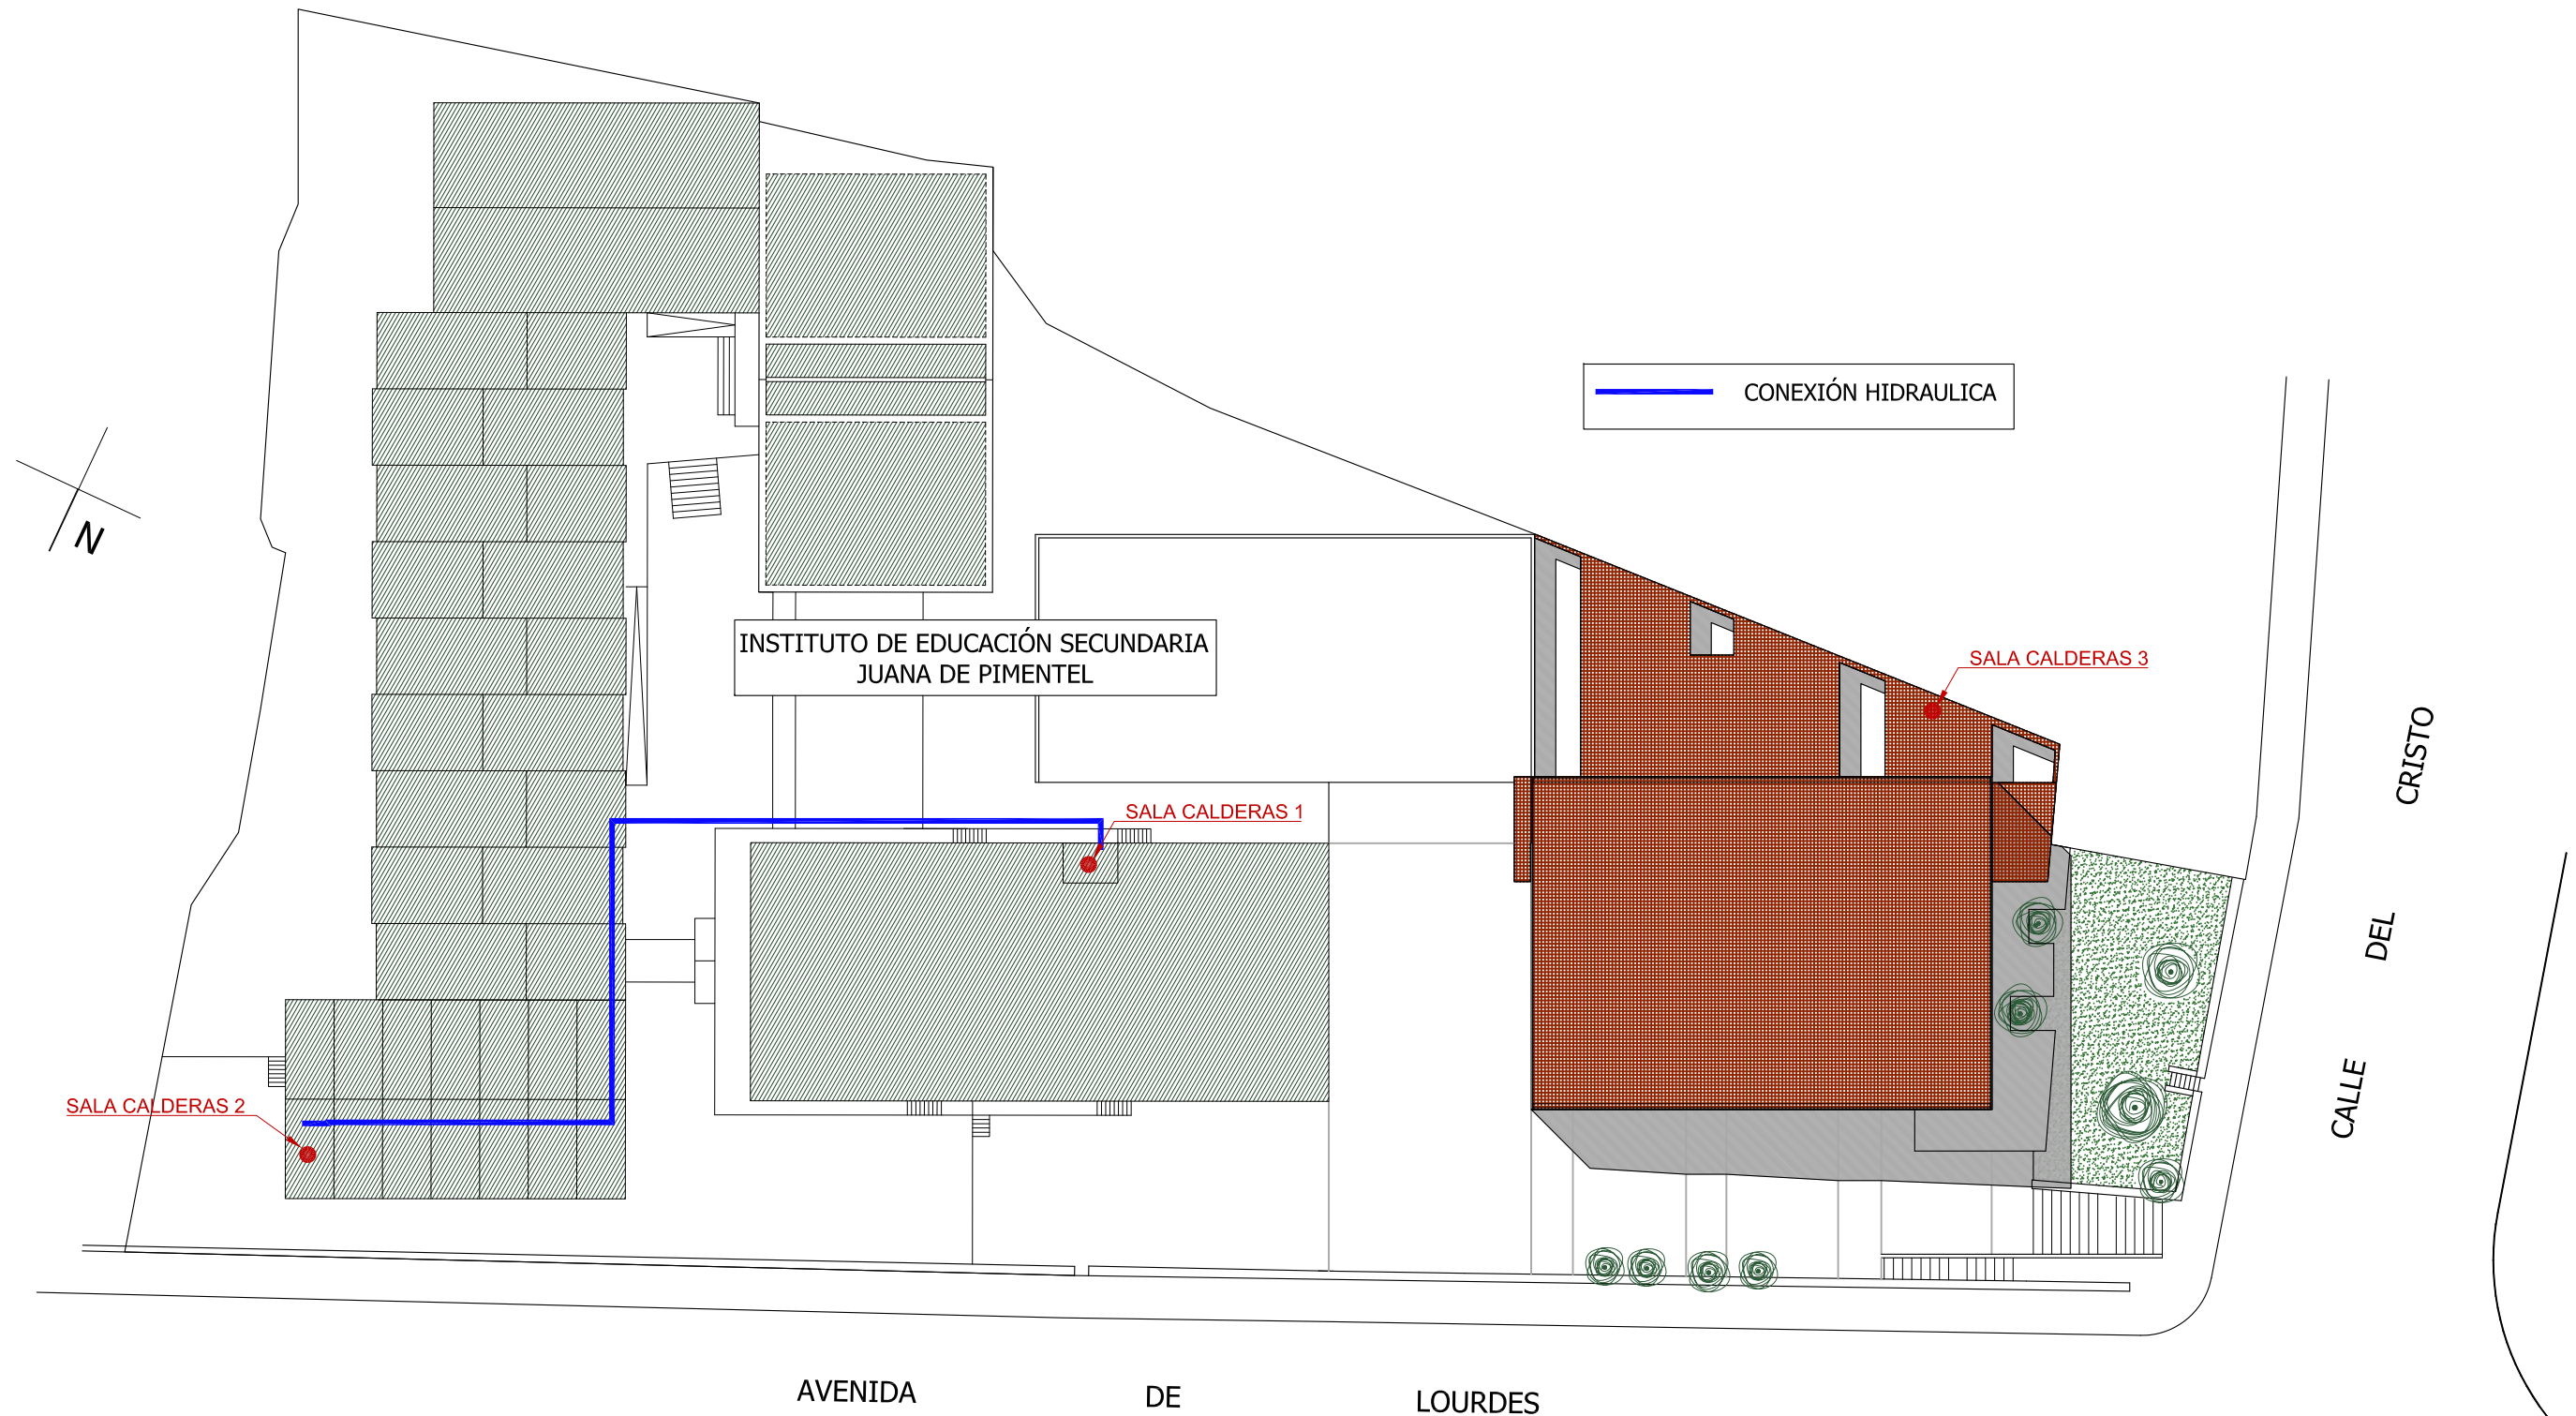 CONEXIÓN HIDRAULICA
N
INSTITUTO DE EDUCACIÓN SECUNDARIA
JUANA DE PIMENTEL
SALA CALDERAS 3
SALA CALDERAS 1
SALA CALDERAS 2
CALLE DEL CRISTO
AVENIDA DE LOURDES